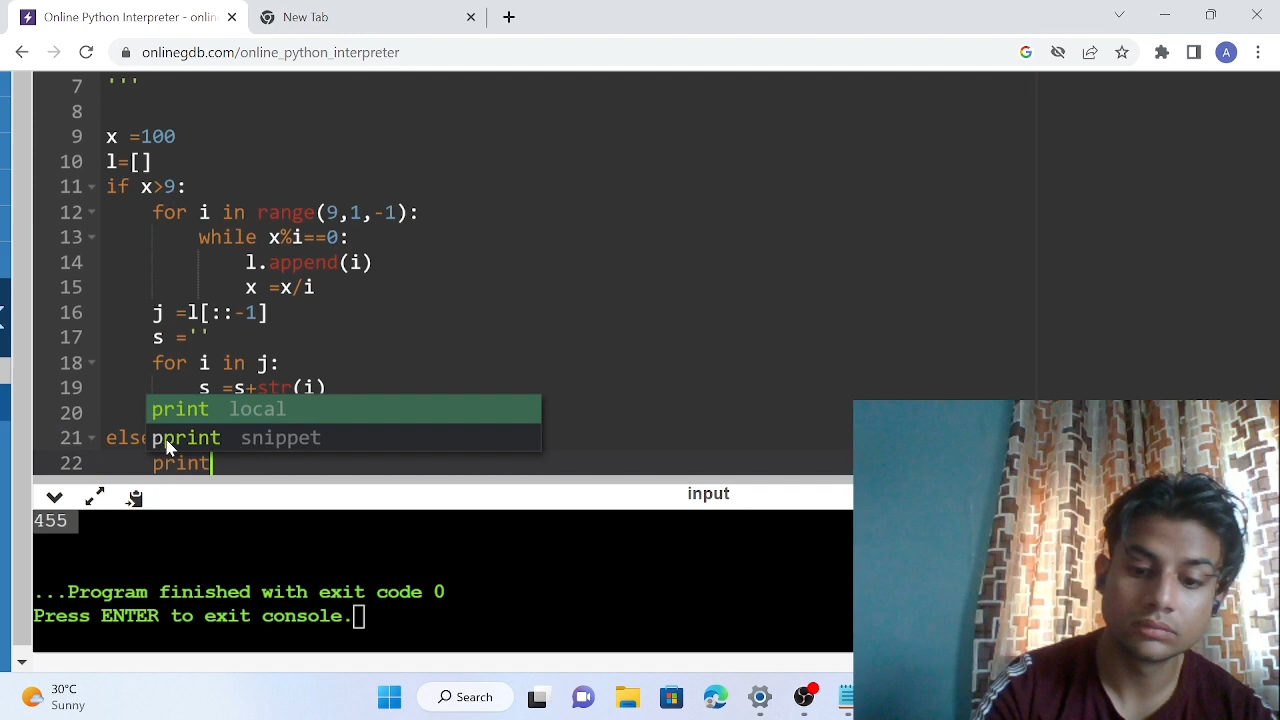 Online Python - onlin
New Tab
onlinegdb.com/online_python_interpreter
A
7 '''
8
9 x =100
10 l=[]
11 if x>9:
12 for i in range(9,1,-1):
13 while x%i==0:
14 l.append(i)
15 x =x/i
16 j =l[::-1]
17 s =''
18 for i in j:
19 s =s+str(i)
20
21 else
22 print
print local
pprint snippet
input
455
...Program finished with exit code 0
Press ENTER to exit console.
30°C
Sunny
Search